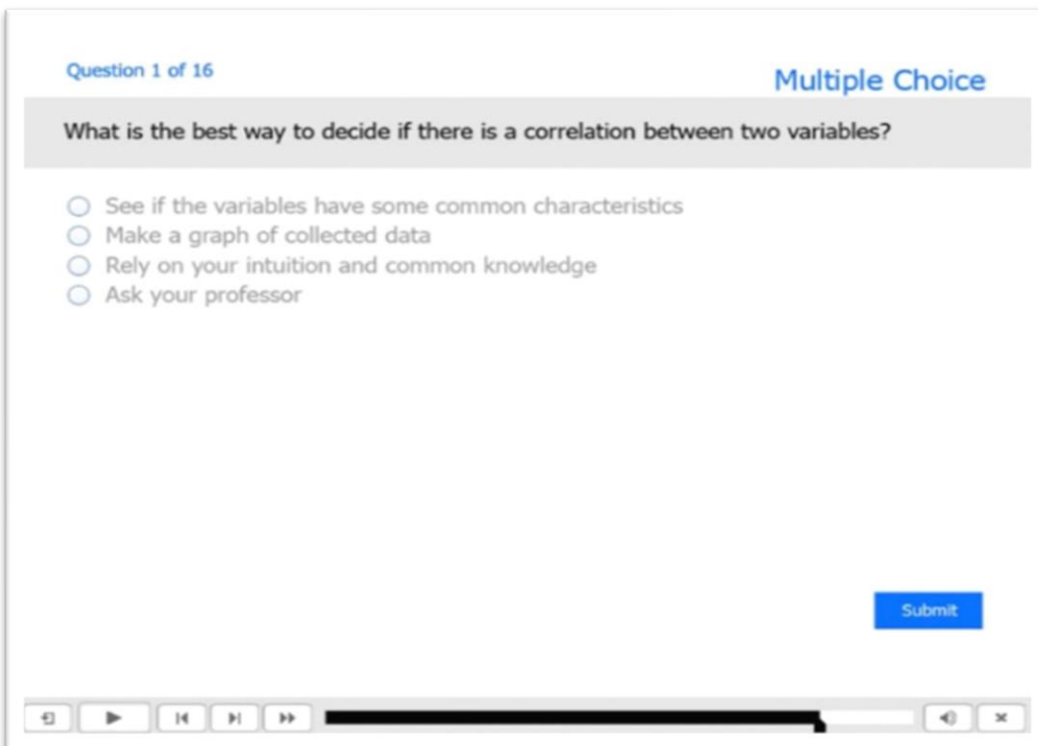 Question 1 of 16
Multiple Choice
What is the best way to decide if there is a correlation between two variables?
See if the variables have some common characteristics
Make a graph of collected data
Rely on your intuition and common knowledge
Ask your professor
Submit